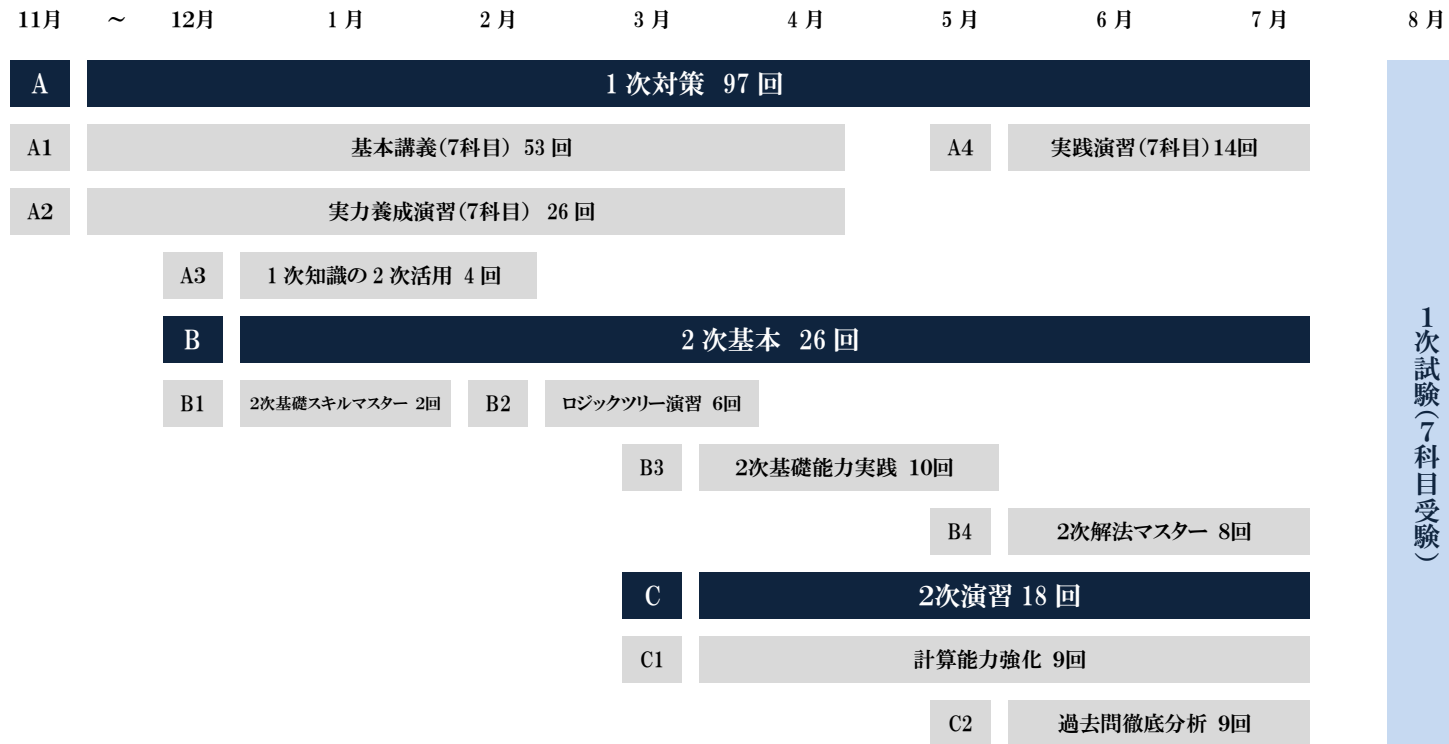 11月 ～ 12月 1月 2月 3月 4月 5月 6月 7月 8月
A 1次対策 97回
A1 基本講義(7科目) 53回 A4 実践演習(7科目)14回
A2 実力養成演習(7科目) 26回
A3 1次知識の2次活用 4回
B 2次基本 26回
B1 2次基礎スキルマスター 2回 B2 ロジックツリー演習 6回
B3 2次基礎能力実践 10回
B4 2次解法マスター 8回
C 2次演習 18回
C1 計算能力強化 9回
C2 過去問徹底分析 9回
1次試験(7科目受験)